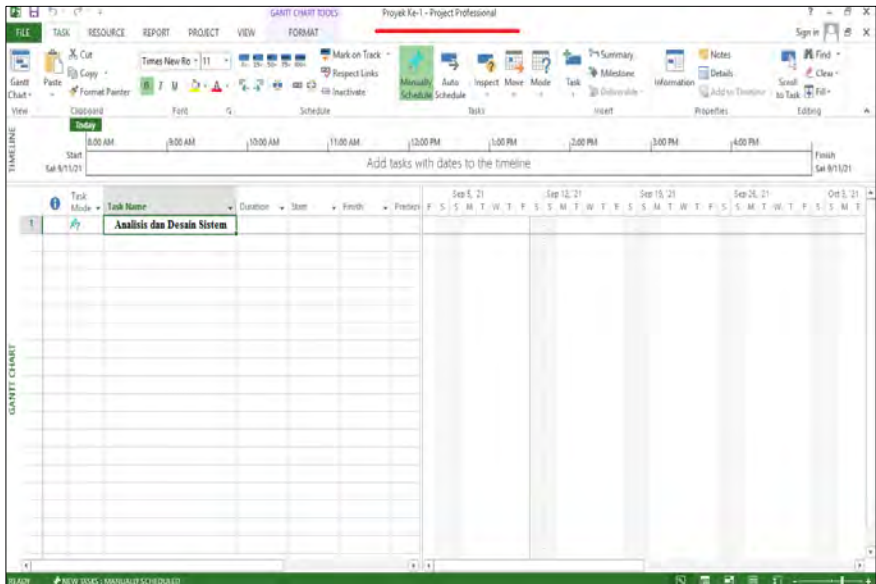 GANTT CHART TOOLS
Proyek Ke-1 - Project Professional
FILE TASK RESOURCE REPORT PROJECT VIEW FORMAT
Sign in
Gantt Chart
View
Paste
Cut
Copy
Format Painter
Clipboard
Times New Ro 11
B I U A
Font
Mark on Track
Respect Links
Inactivate
Schedule
Manually Schedule
Auto Schedule
Inspect Move Mode
Tasks
Task
Summary
Milestone
Deliverable
Insert
Information
Notes
Details
Add to Timeline
Properties
Scroll to Task
Find
Clear
Fill
Editing
TIMELINE
Today
8:00 AM 9:00 AM 10:00 AM 11:00 AM 12:00 PM 1:00 PM 2:00 PM 3:00 PM 4:00 PM
Start
Sat 9/11/21
Add tasks with dates to the timeline
Finish
Sat 9/11/21
Task Mode Task Name Duration Start Finish
Sep 5, '21 Sep 12, '21 Sep 19, '21 Sep 26, '21 Oct 3, '21
F S S M T W T F S S M T W T F S S M T W T F S S M T W T F S S M T
1 Analisis dan Desain Sistem
GANTT CHART
READY NEW TASKS : MANUALLY SCHEDULED